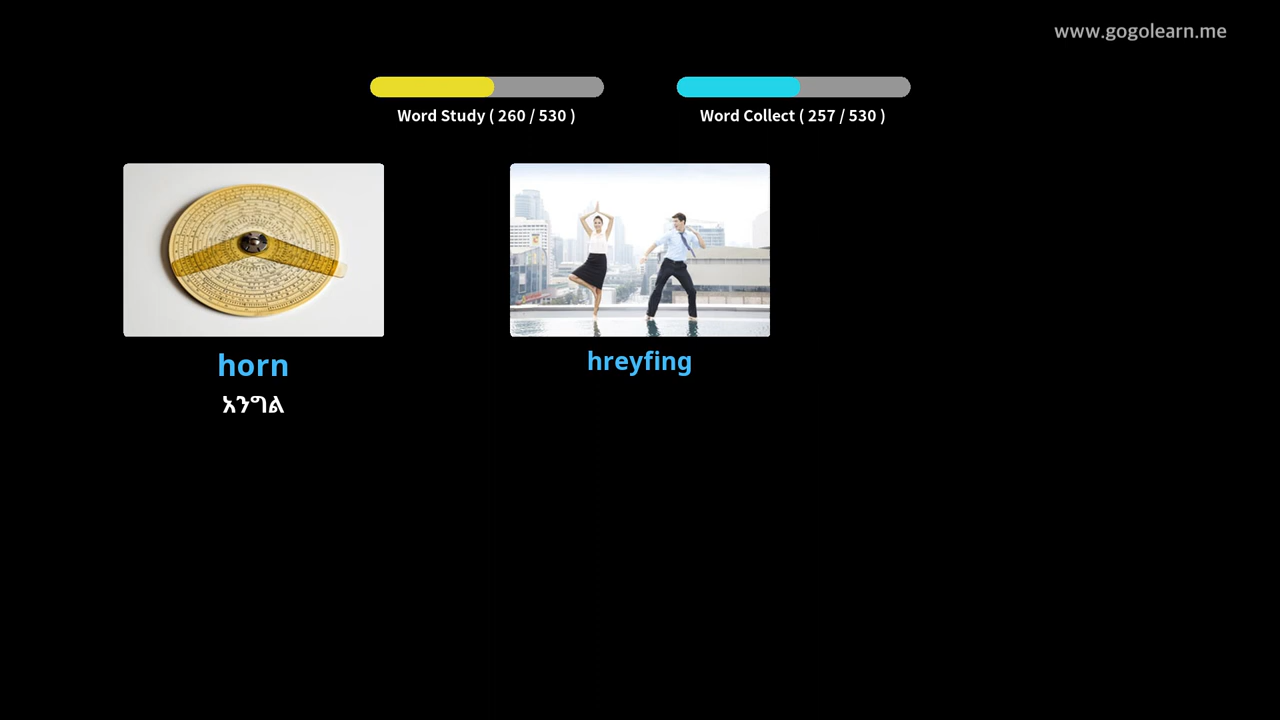 www.gogolearn.me
Word Study ( 260 / 530 )
Word Collect ( 257 / 530 )
horn
አንግል
hreyfing